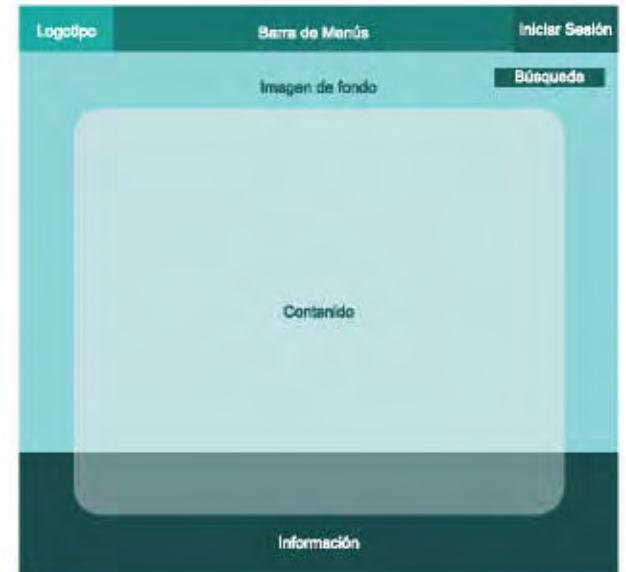 Logotipo
Barra de Menús
Iniciar Sesión
Búsqueda
Imagen de fondo
Contenido
Información